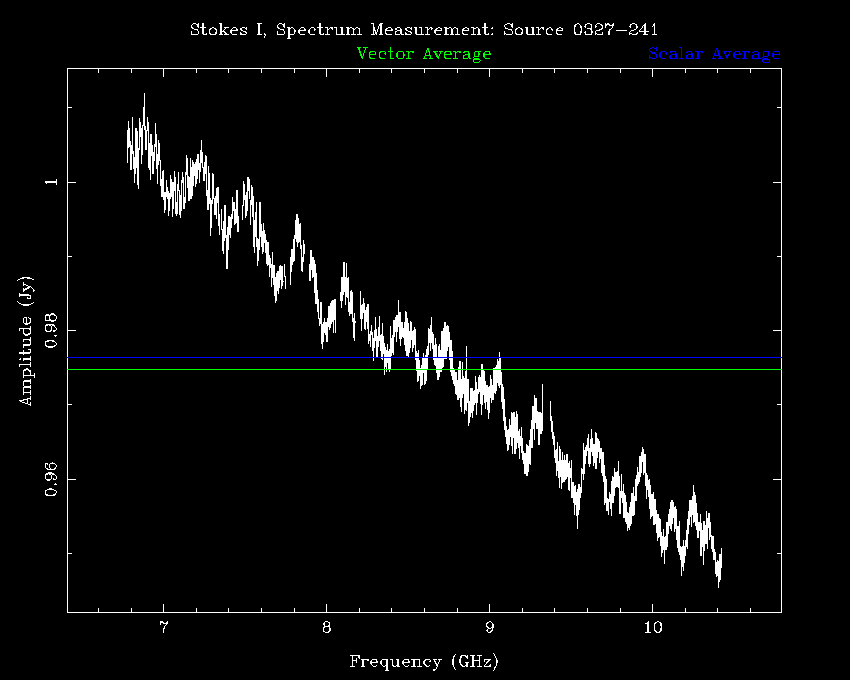 Stokes I, Spectrum Measurement: Source 0327-241
Vector Average
Scalar Average
1
0.98
0.96
Amplitude (Jy)
7
8
9
10
Frequency (GHz)